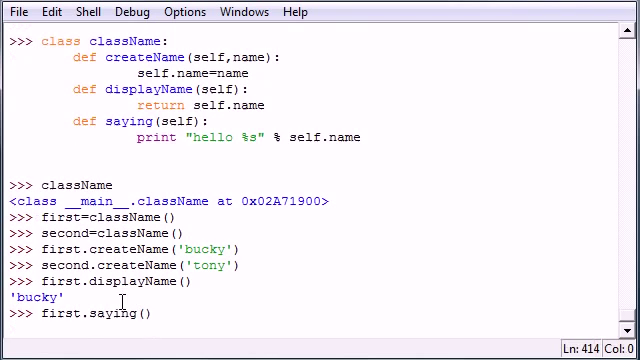 File Edit Shell Debug Options Windows Help
>>> class className:
        def createName(self,name):
                self.name=name
        def displayName(self):
                return self.name
        def saying(self):
                print "hello %s" % self.name
>>> className
<class __main__.className at 0x02A71900>
>>> first=className()
>>> second=className()
>>> first.createName('bucky')
>>> second.createName('tony')
>>> first.displayName()
'bucky'
>>> first.saying()
Ln: 414 Col: 0